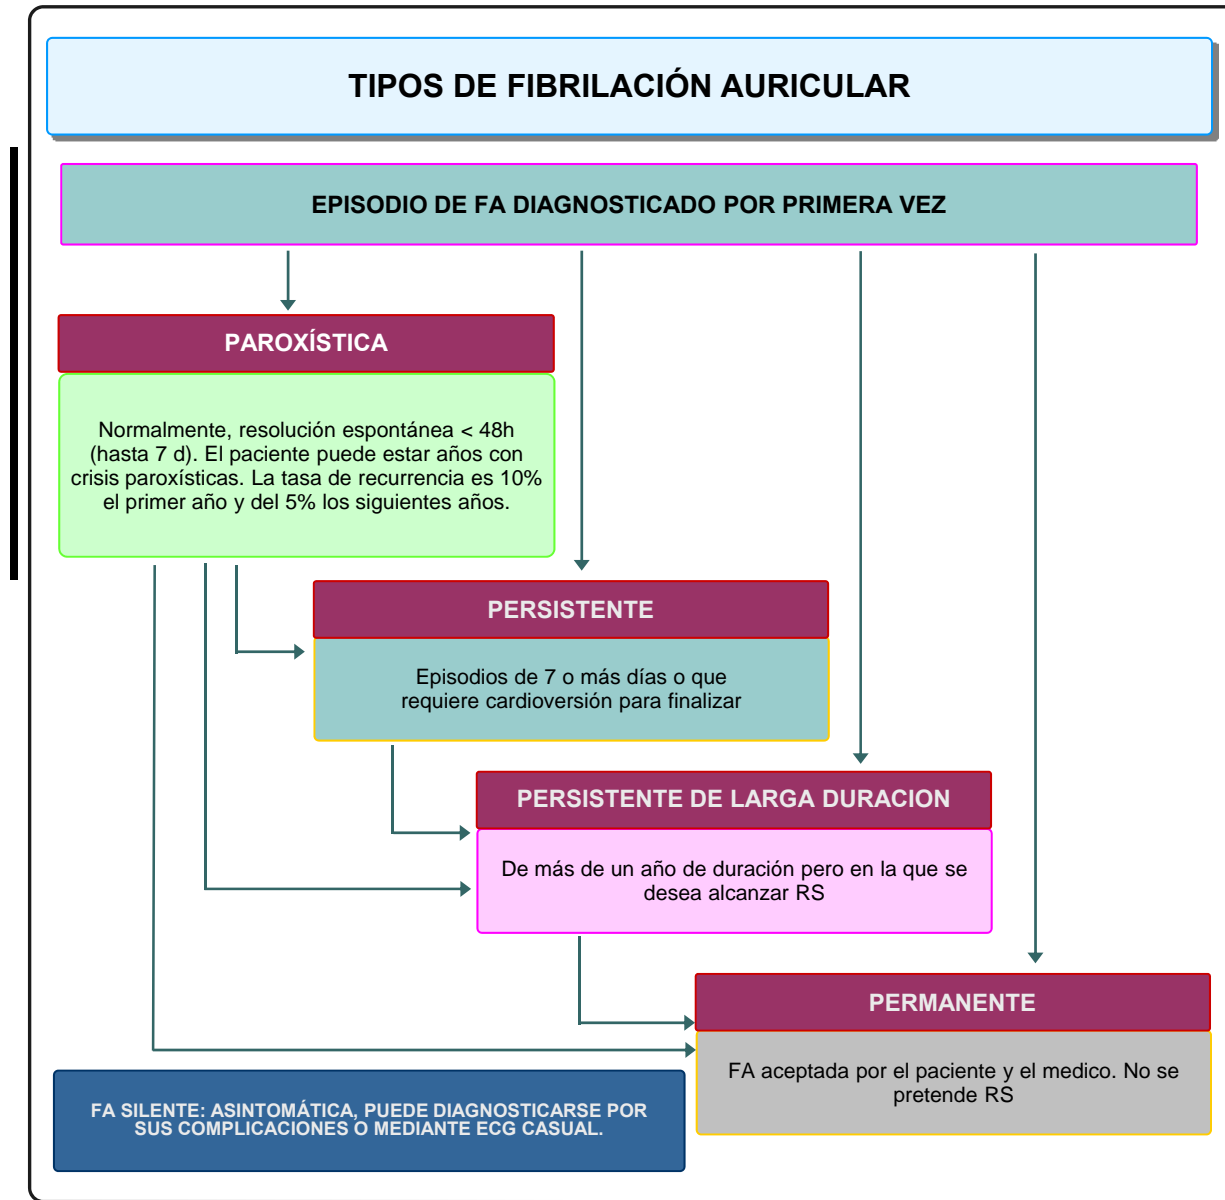 TIPOS DE FIBRILACIÓN AURICULAR
EPISODIO DE FA DIAGNOSTICADO POR PRIMERA VEZ
PAROXÍSTICA
Normalmente, resolución espontánea < 48h
(hasta 7 d). El paciente puede estar años con
crisis paroxísticas. La tasa de recurrencia es 10%
el primer año y del 5% los siguientes años.
PERSISTENTE
Episodios de 7 o más días o que
requiere cardioversión para finalizar
PERSISTENTE DE LARGA DURACION
De más de un año de duración pero en la que se
desea alcanzar RS
PERMANENTE
FA aceptada por el paciente y el medico. No se
pretende RS
FA SILENTE: ASINTOMÁTICA, PUEDE DIAGNOSTICARSE POR
SUS COMPLICACIONES O MEDIANTE ECG CASUAL.